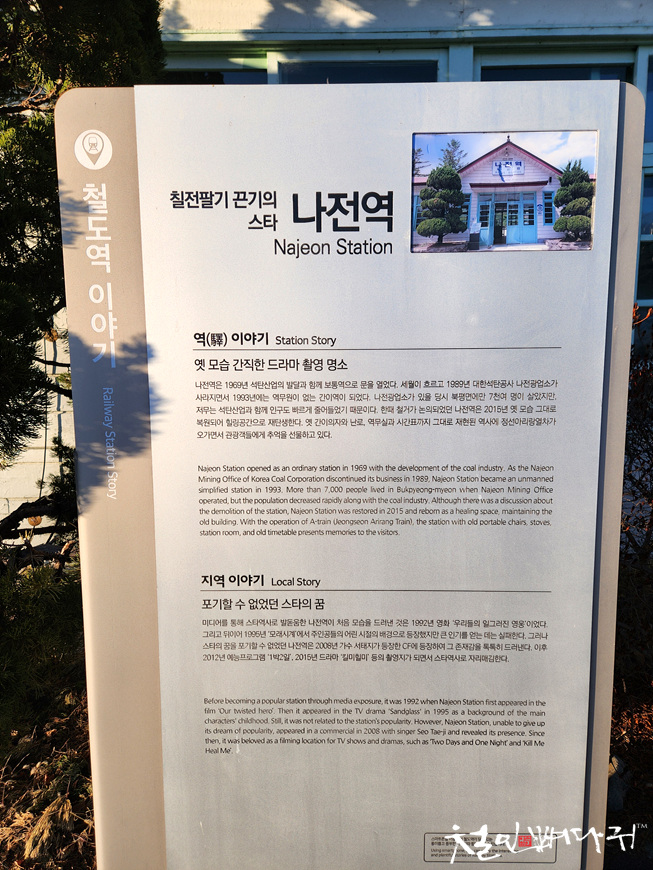 철도역 이야기 Railway Station Story
칠전팔기 끈기의
스타 나전역
Najeon Station
나전역
역(驛) 이야기 Station Story
옛 모습 간직한 드라마 촬영 명소
나전역은 1969년 석탄산업의 발달과 함께 보통역으로 문을 열었다. 세월이 흐르고 1989년 대한석탄공사 나전광업소가
사라지면서 1993년에는 역무원이 없는 간이역이 되었다. 나전광업소가 있을 당시 북평면에만 7천여 명이 살았지만,
저무는 석탄산업과 함께 인구도 빠르게 줄어들었기 때문이다. 한때 철거가 논의되었던 나전역은 2015년 옛 모습 그대로
복원되어 힐링공간으로 재탄생한다. 옛 간이의자와 난로, 역무실과 시간표까지 그대로 재현된 역사에 정선아리랑열차가
오가면서 관광객들에게 추억을 선물하고 있다.
Najeon Station opened as an ordinary station in 1969 with the development of the coal industry. As the Najeon
Mining Office of Korea Coal Corporation discontinued its business in 1989, Najeon Station became an unmanned
simplified station in 1993. More than 7,000 people lived in Bukpyeong-myeon when Najeon Mining Office
operated, but the population decreased rapidly along with the coal industry. Although there was a discussion about
the demolition of the station, Najeon Station was restored in 2015 and reborn as a healing space, maintaining the
old building. With the operation of A-train (Jeongseon Arirang Train), the station with old portable chairs, stoves,
station room, and old timetable presents memories to the visitors.
지역 이야기 Local Story
포기할 수 없었던 스타의 꿈
미디어를 통해 스타역사로 발돋움한 나전역이 처음 모습을 드러낸 것은 1992년 영화 '우리들의 일그러진 영웅'이었다.
그리고 뒤이어 1995년 '모래시계'에서 주인공들의 어린 시절의 배경으로 등장했지만 큰 인기를 얻는 데는 실패한다. 그러나
스타의 꿈을 포기할 수 없었던 나전역은 2008년 가수 서태지가 등장한 CF에 등장하여 그 존재감을 톡톡히 드러낸다. 이후
2012년 예능프로그램 '1박2일', 2015년 드라마 '킬미힐미' 등의 촬영지가 되면서 스타역사로 자리매김한다.
Before becoming a popular station through media exposure, it was 1992 when Najeon Station first appeared in the
film 'Our twisted hero'. Then it appeared in the TV drama 'Sandglass' in 1995 as a background of the main
characters' childhood. Still, it was not related to the station's popularity. However, Najeon Station, unable to give up
its dream of popularity, appeared in a commercial in 2008 with singer Seo Tae-ji and revealed its presence. Since
then, it was beloved as a filming location for TV shows and dramas, such as 'Two Days and One Night' and 'Kill Me
Heal Me'.
철인뼈다귀™